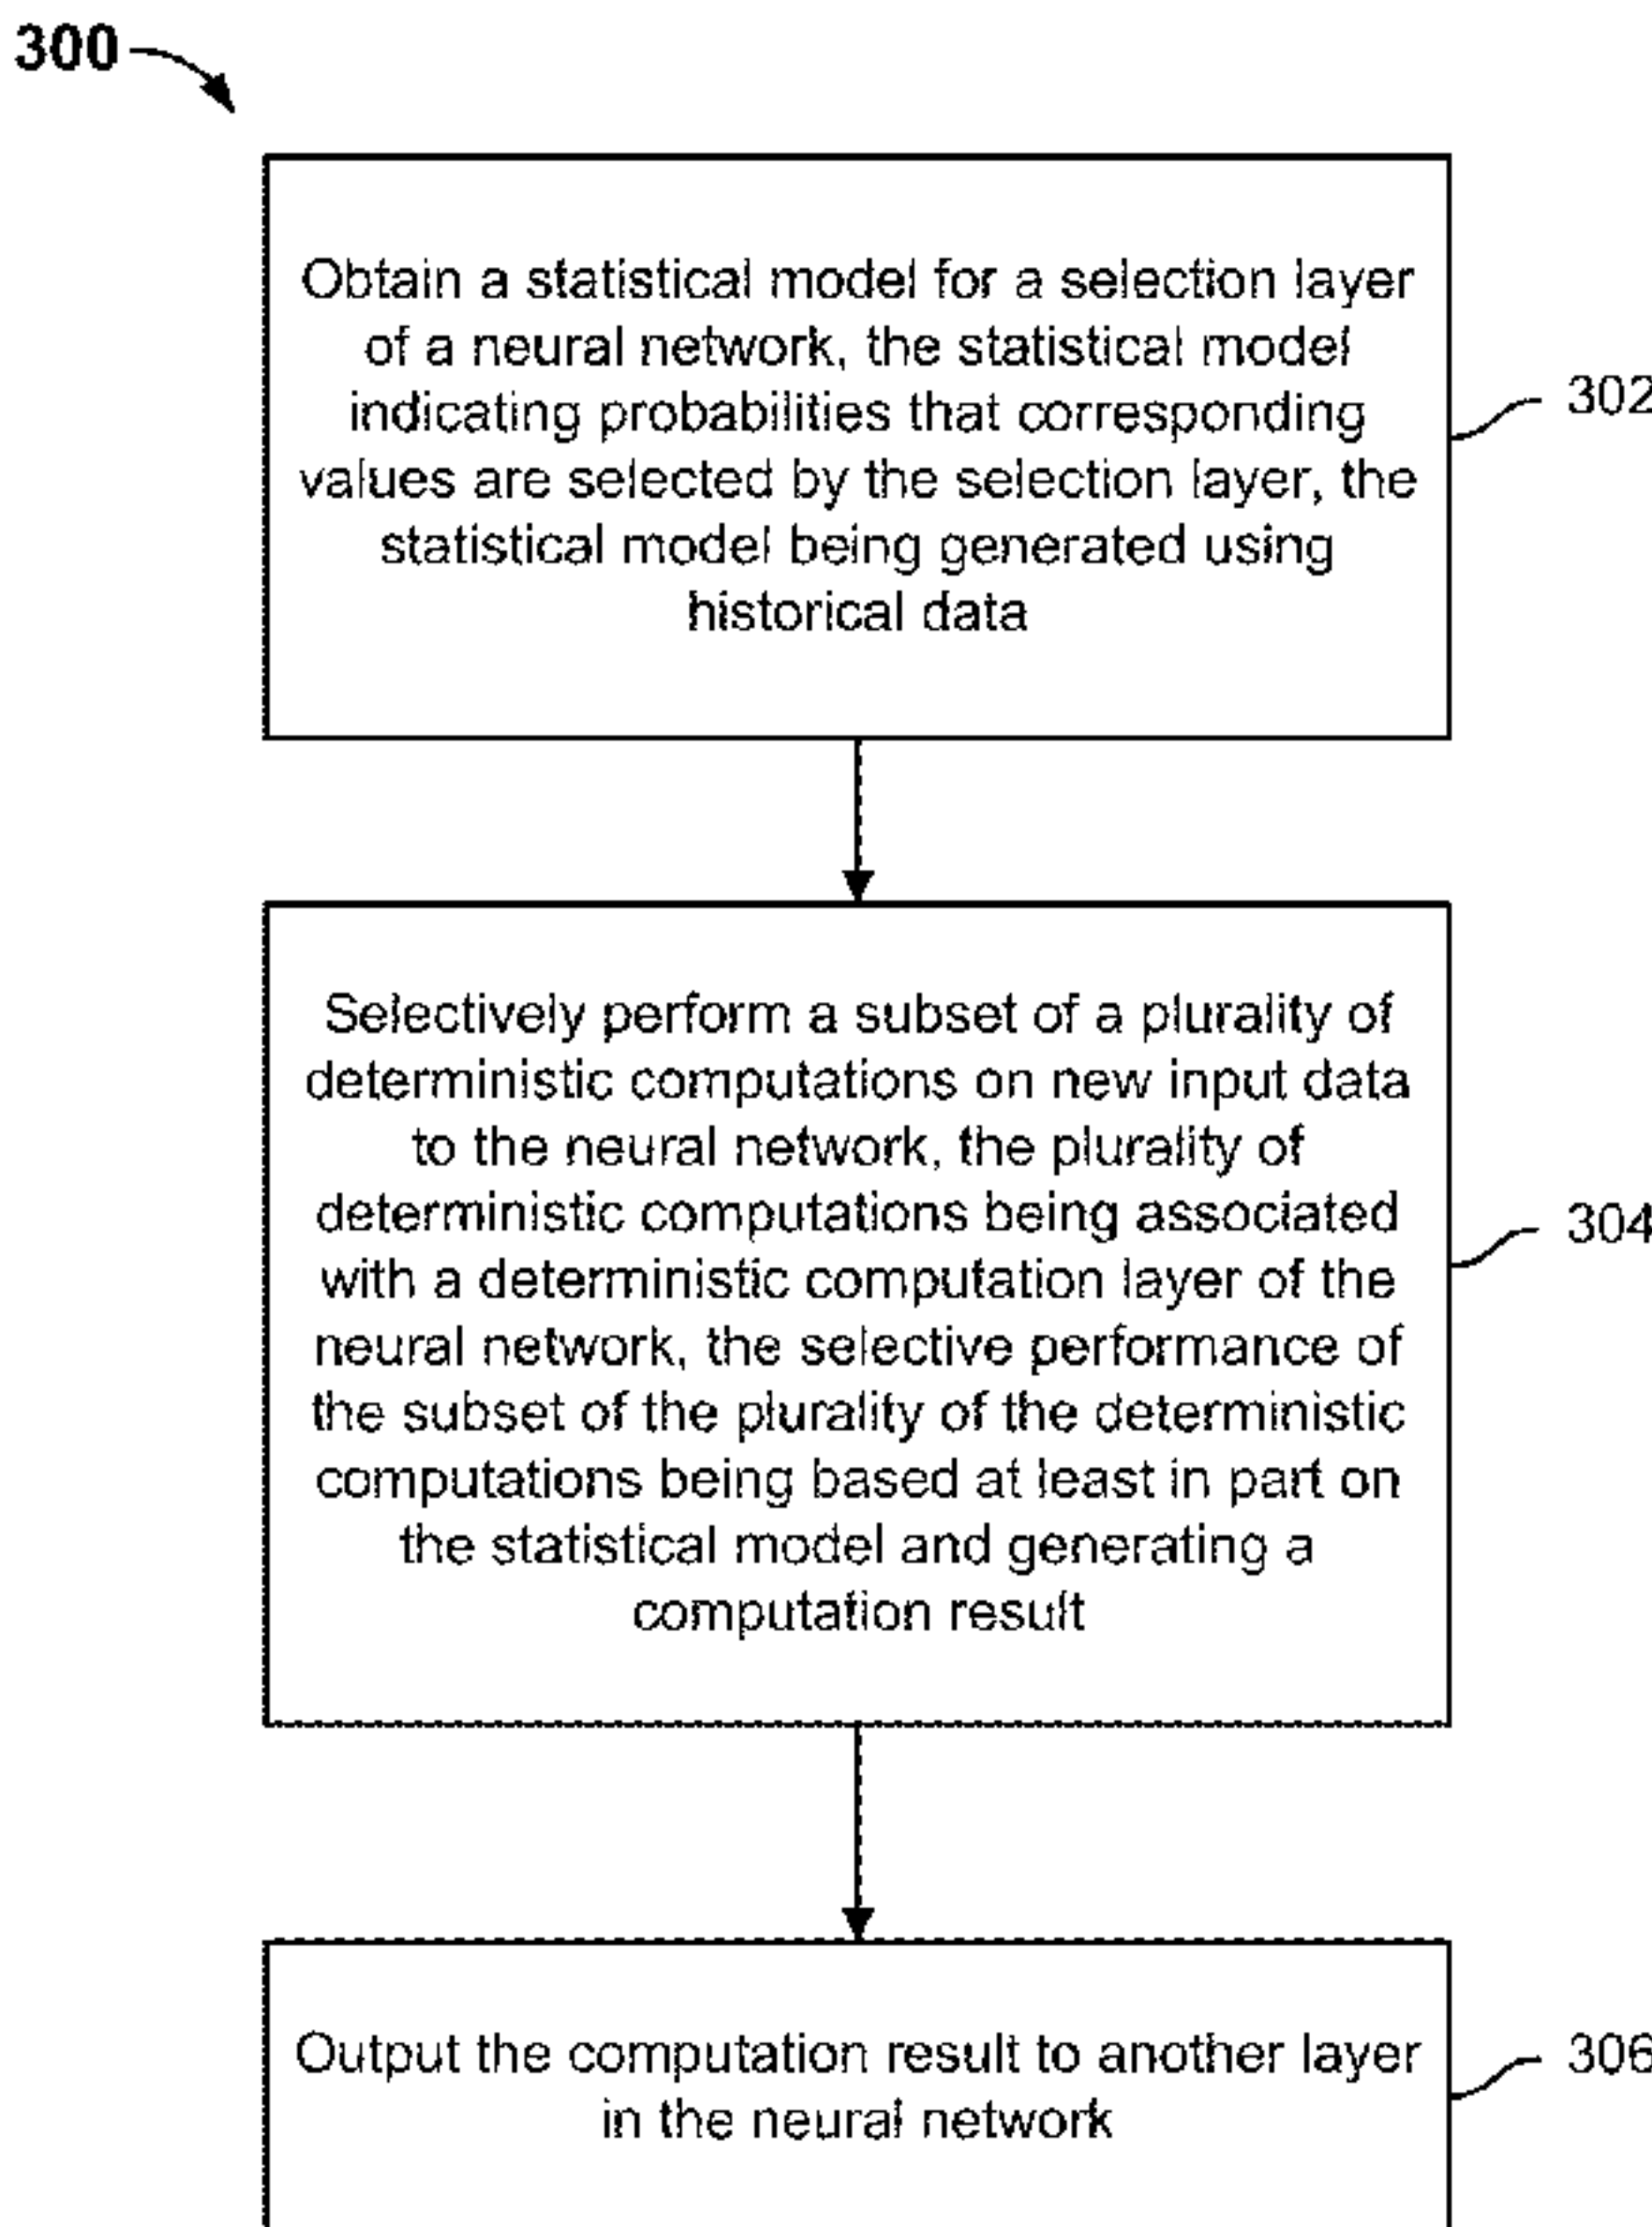 300
Obtain a statistical model for a selection layer
of a neural network, the statistical model
indicating probabilities that corresponding
values are selected by the selection layer, the
statistical model being generated using
historical data
302
Selectively perform a subset of a plurality of
deterministic computations on new input data
to the neural network, the plurality of
deterministic computations being associated
with a deterministic computation layer of the
neural network, the selective performance of
the subset of the plurality of the deterministic
computations being based at least in part on
the statistical model and generating a
computation result
304
Output the computation result to another layer
in the neural network
306